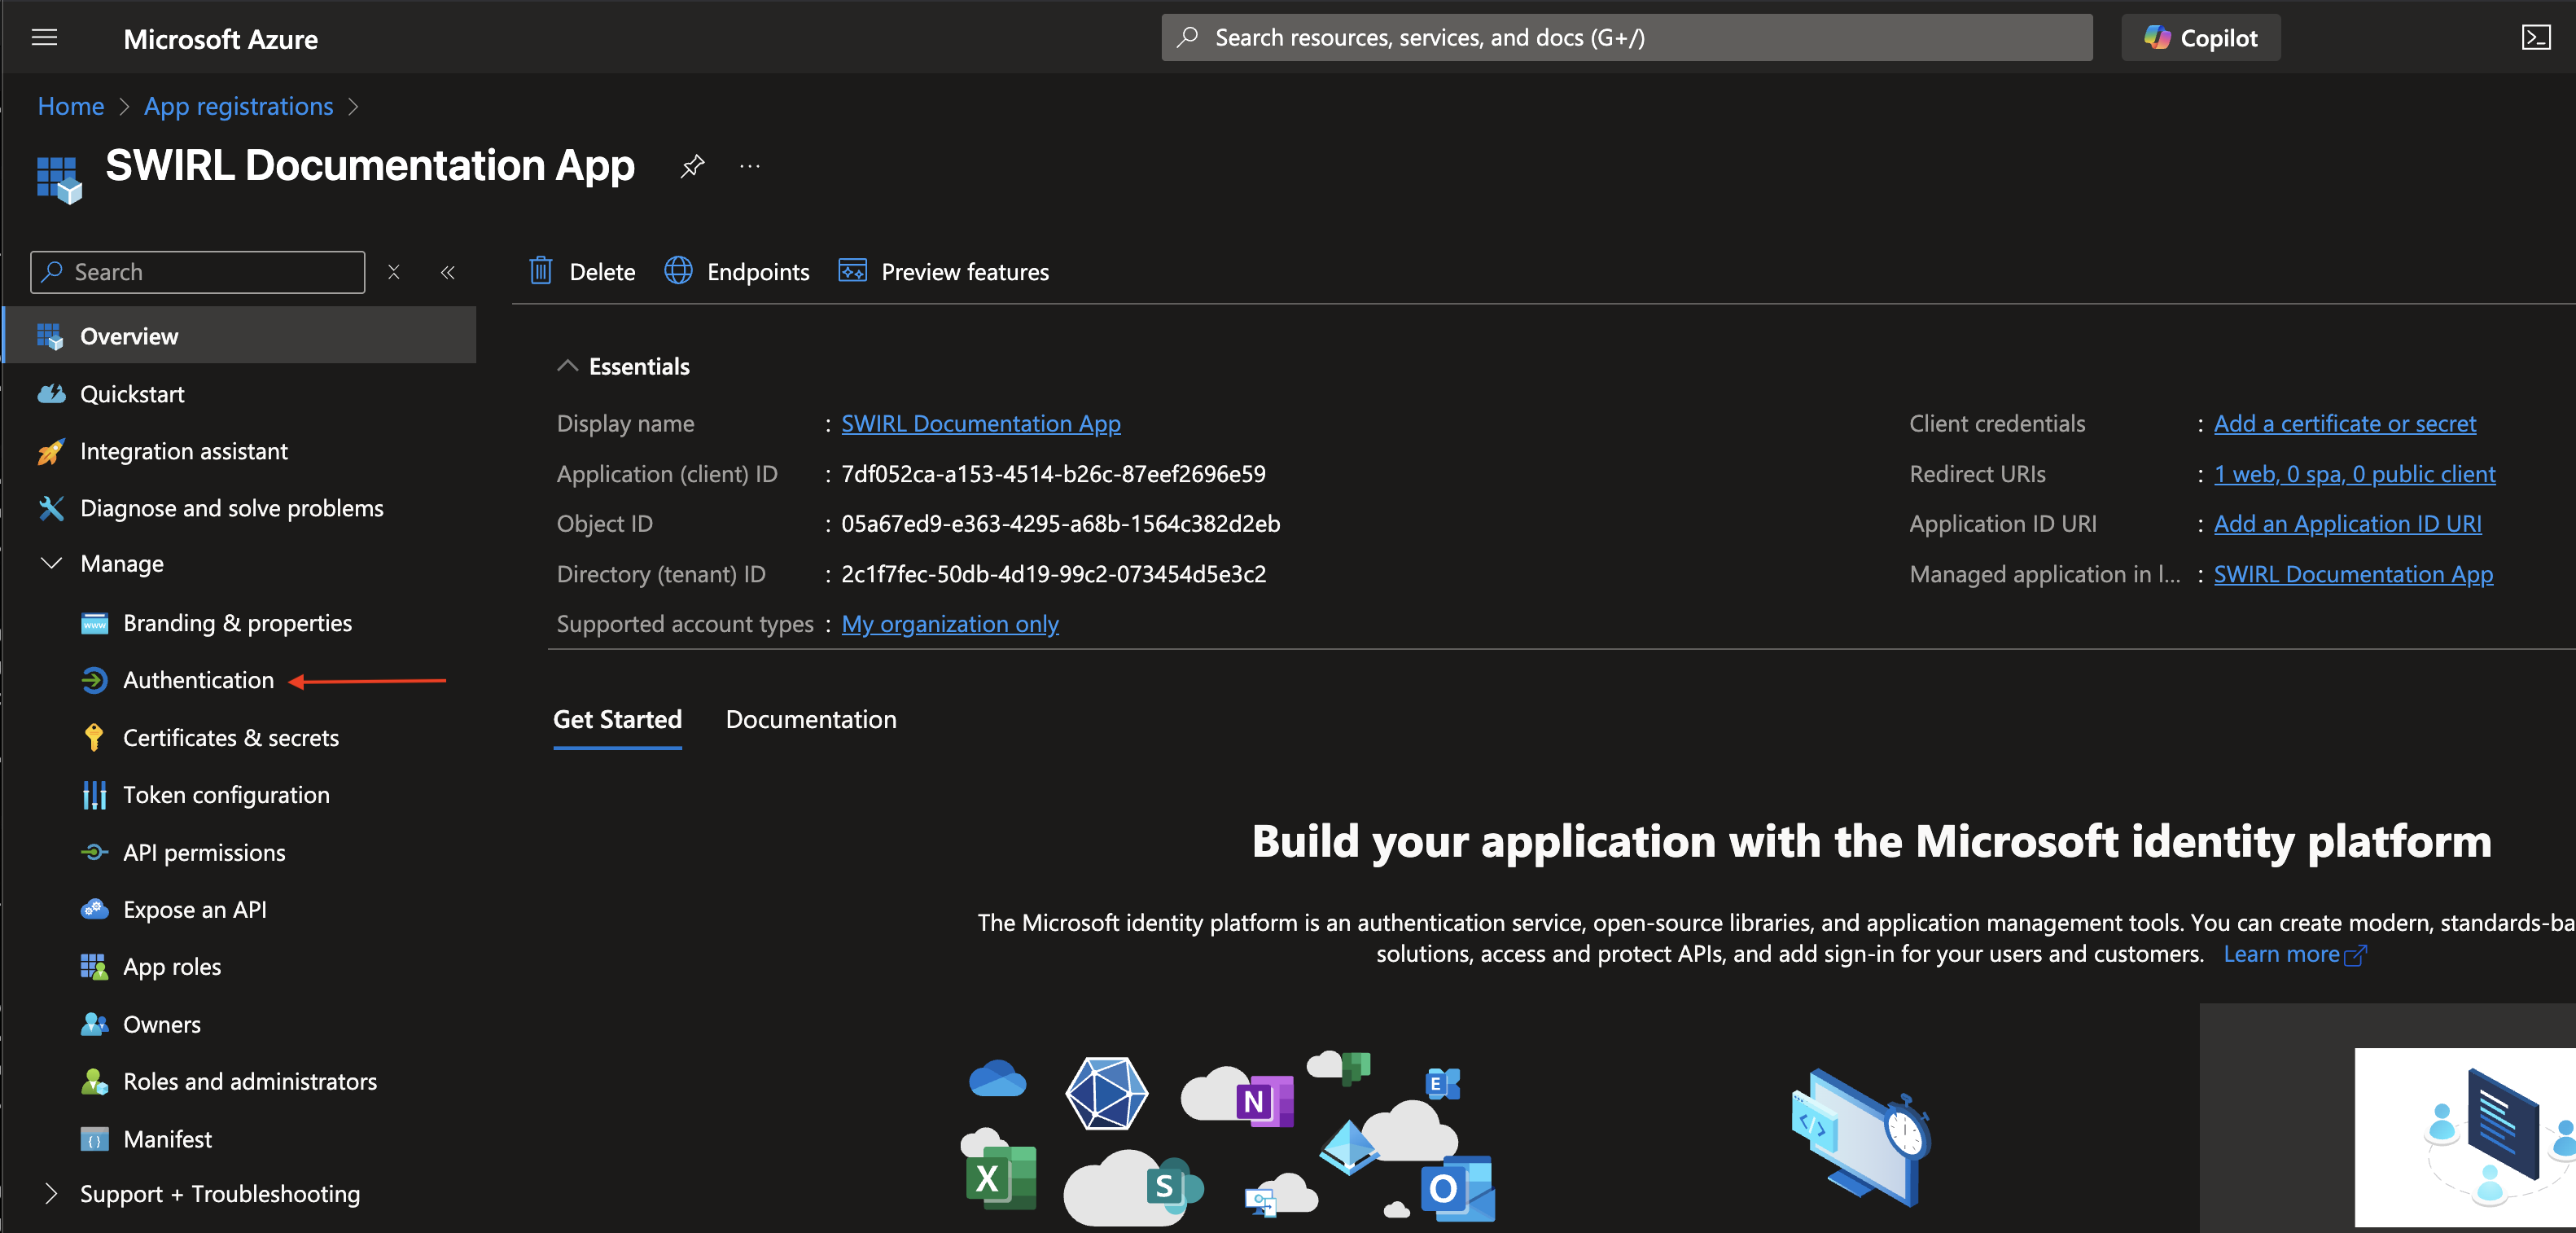 Microsoft Azure
Search resources, services, and docs (G+/)
Copilot
Home > App registrations >
SWIRL Documentation App
...
Search
Delete
Endpoints
Preview features
Overview
Quickstart
Integration assistant
Diagnose and solve problems
Manage
Branding & properties
Authentication
Certificates & secrets
Token configuration
API permissions
Expose an API
App roles
Owners
Roles and administrators
Manifest
Support + Troubleshooting
Essentials
Display name : SWIRL Documentation App
Application (client) ID : 7df052ca-a153-4514-b26c-87eef2696e59
Object ID : 05a67ed9-e363-4295-a68b-1564c382d2eb
Directory (tenant) ID : 2c1f7fec-50db-4d19-99c2-073454d5e3c2
Supported account types : My organization only
Client credentials : Add a certificate or secret
Redirect URIs : 1 web, 0 spa, 0 public client
Application ID URI : Add an Application ID URI
Managed application in l... : SWIRL Documentation App
Get Started
Documentation
Build your application with the Microsoft identity platform
The Microsoft identity platform is an authentication service, open-source libraries, and application management tools. You can create modern, standards-ba
solutions, access and protect APIs, and add sign-in for your users and customers. Learn more
N
E
X
S
O